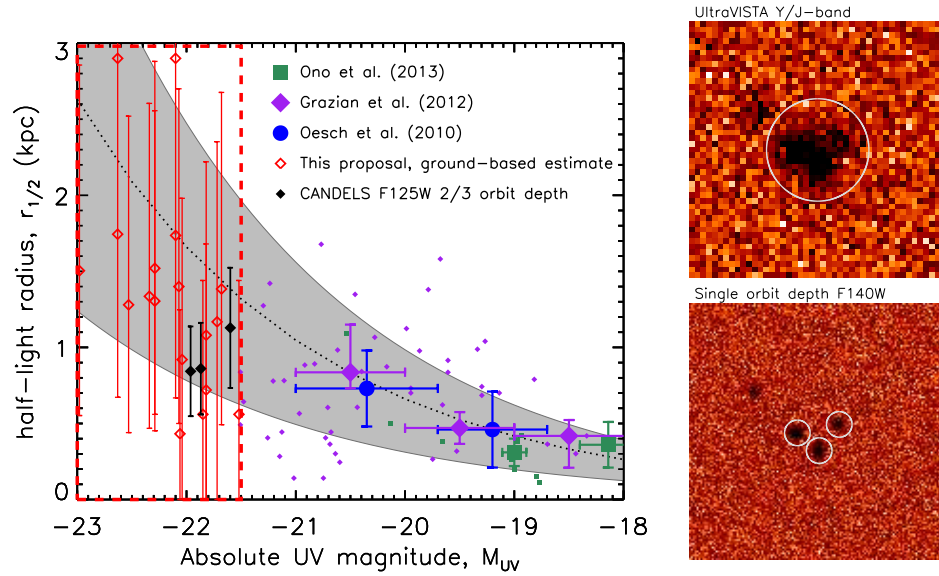 UltraVISTA Y/J-band
3
2
1
0
half-light radius, r1/2 (kpc)
Ono et al. (2013)
Grazian et al. (2012)
Oesch et al. (2010)
This proposal, ground-based estimate
CANDELS F125W 2/3 orbit depth
-23
-22
-21
-20
-19
-18
Absolute UV magnitude, MUV
Single orbit depth F140W